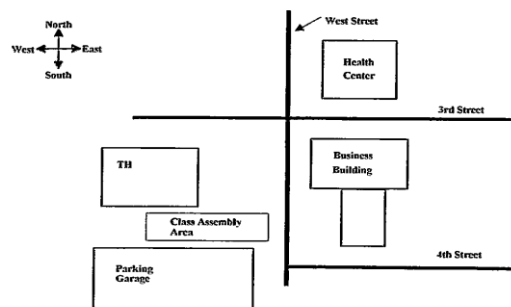 North
West East
South
West Street
Health
Center
3rd Street
TH
Business
Building
Class Assembly
Area
4th Street
Parking
Garage